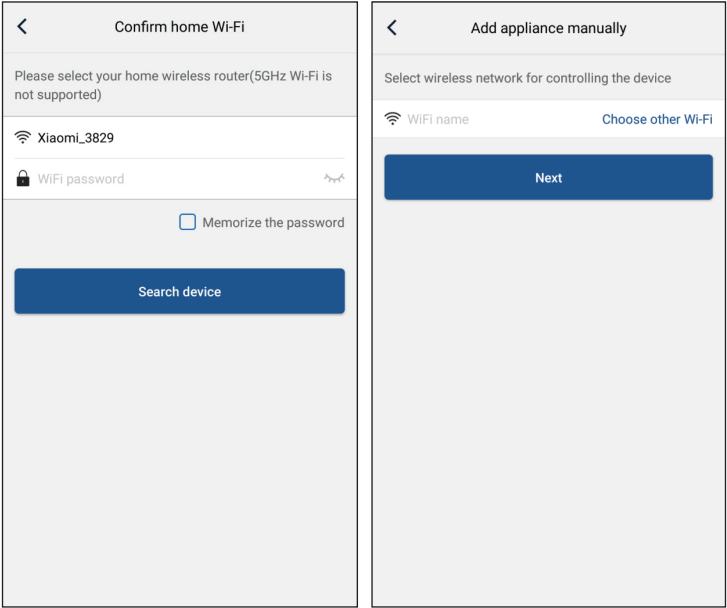 Confirm home Wi-Fi
Please select your home wireless router(5GHz Wi-Fi is
not supported)
Xiaomi_3829
WiFi password
Memorize the password
Search device
Add appliance manually
Select wireless network for controlling the device
WiFi name Choose other Wi-Fi
Next